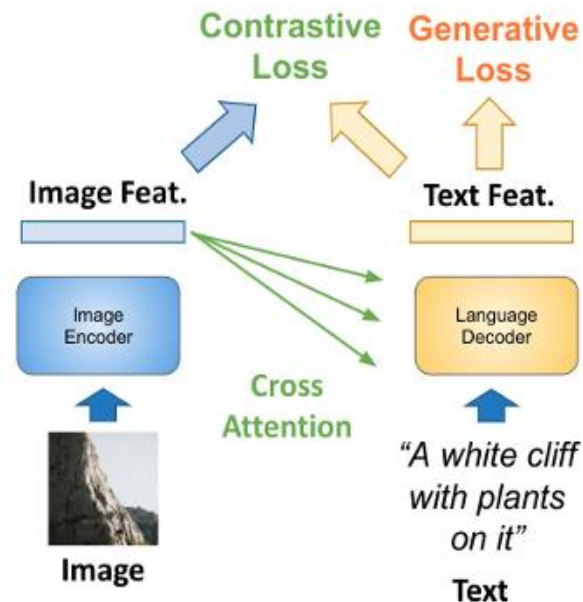 Contrastive
Loss
Generative
Loss
Image Feat.
Text Feat.
Image
Encoder
Language
Decoder
Cross
Attention
“A white cliff
with plants
on it”
Image
Text